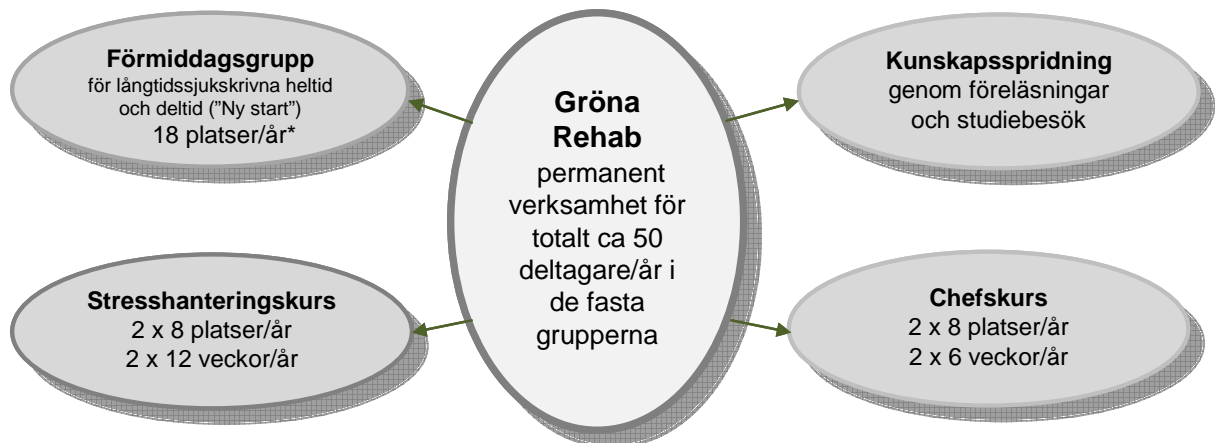 Förmiddagsgrupp
för långtidssjukskrivna heltid
och deltid ("Ny start")
18 platser/år*
Gröna
Rehab
permanent
verksamhet för
totalt ca 50
deltagare/år i
de fasta
grupperna
Kunskapsspridning
genom föreläsningar
och studiebesök
Stresshanteringskurs
2 x 8 platser/år
2 x 12 veckor/år
Chefskurs
2 x 8 platser/år
2 x 6 veckor/år